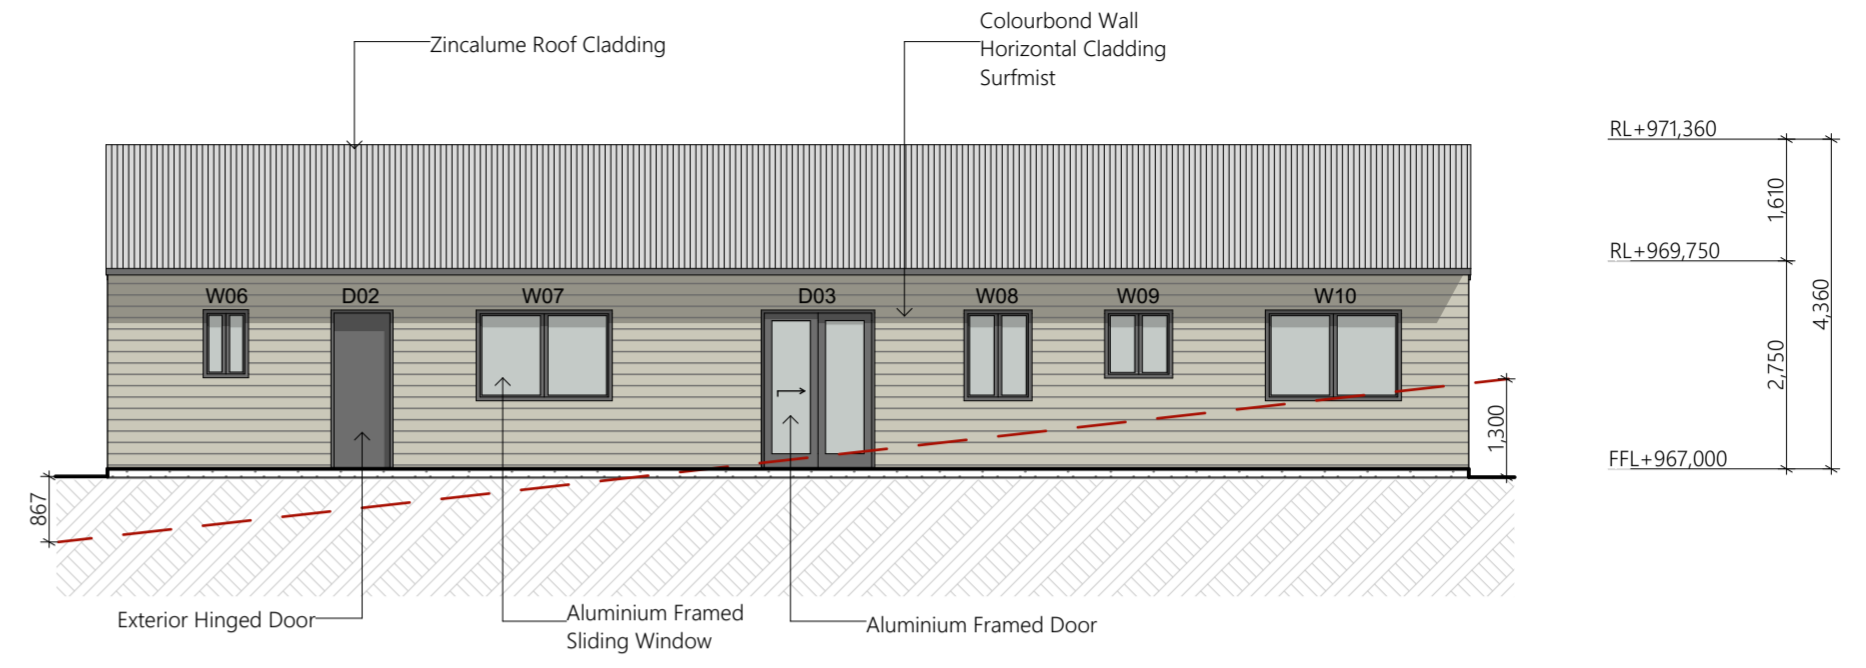 Colourbond Wall
Horizontal Cladding
Surfmist
Zincalume Roof Cladding
RL+971,360
1,610
RL+969,750
4,360
2,750
FFL+967,000
W06
D02
W07
D03
W08
W09
W10
1,300
867
Exterior Hinged Door
Aluminium Framed
Sliding Window
Aluminium Framed Door